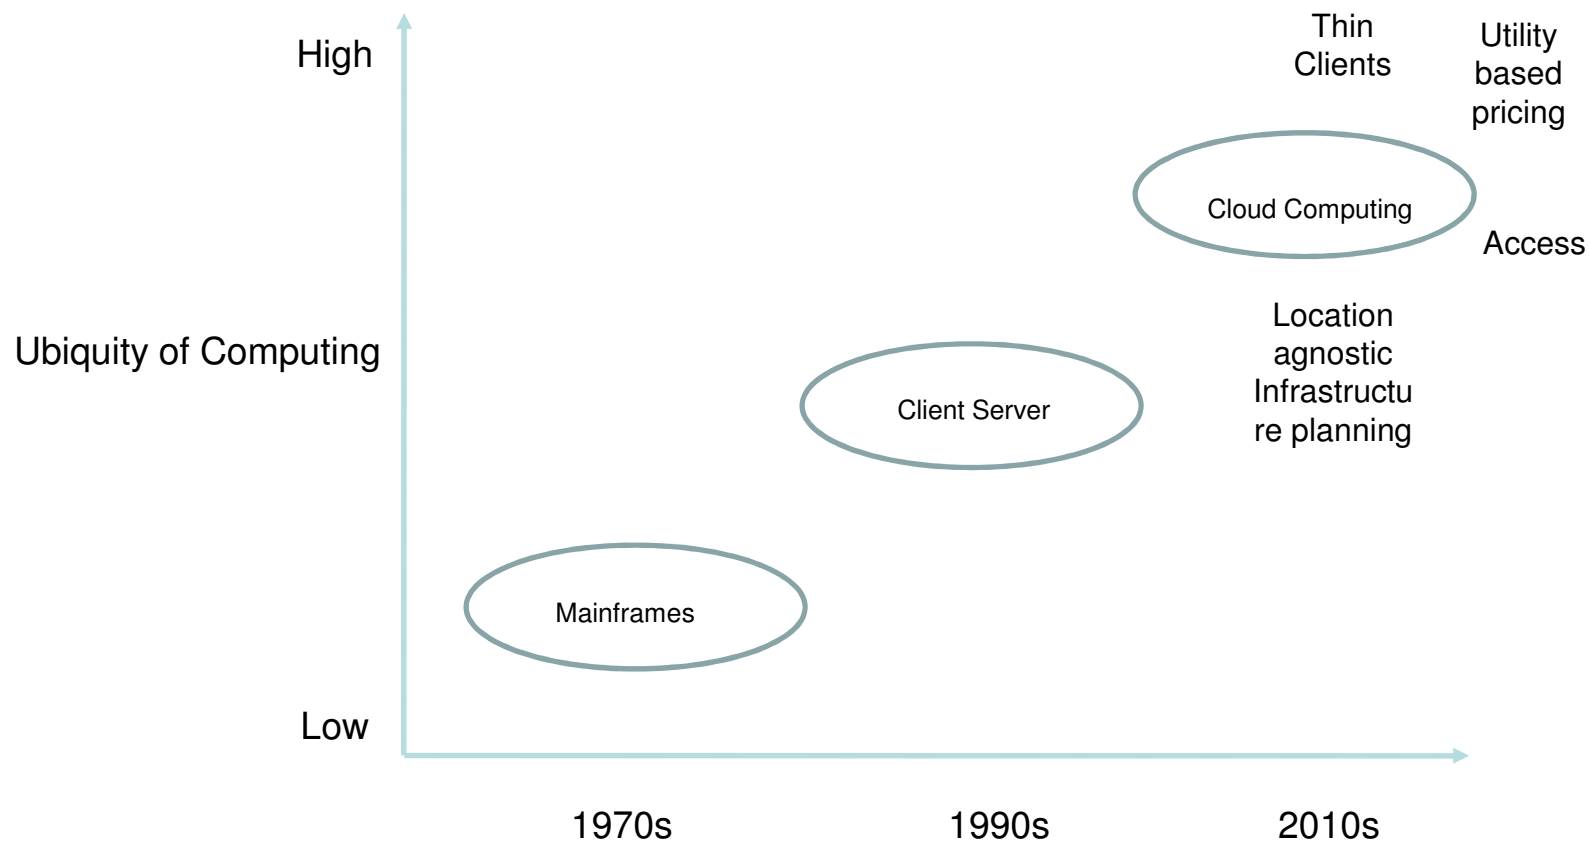 High
Thin
Clients
Utility
based
pricing
Cloud Computing
Access
Ubiquity of Computing
Location
agnostic
Infrastructu
re planning
Client Server
Mainframes
Low
1970s
1990s
2010s